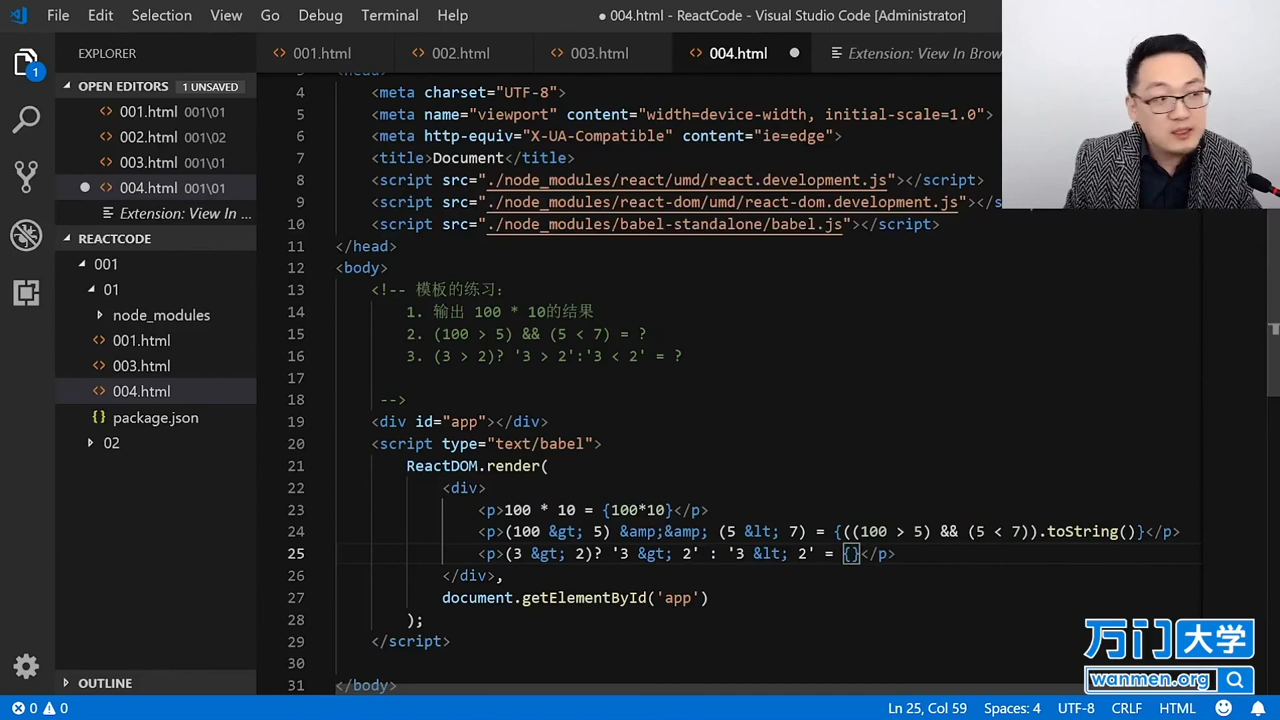 File Edit Selection View Go Debug Terminal Help
● 004.html - ReactCode - Visual Studio Code [Administrator]
EXPLORER
001.html
002.html
003.html
004.html
Extension: View In Brow
OPEN EDITORS 1 UNSAVED
001.html 001\01
002.html 001\02
003.html 001\01
004.html 001\01
Extension: View In ...
REACTCODE
001
01
node_modules
001.html
003.html
004.html
package.json
02
OUTLINE
1
3 <head>
4 <meta charset="UTF-8">
5 <meta name="viewport" content="width=device-width, initial-scale=1.0">
6 <meta http-equiv="X-UA-Compatible" content="ie=edge">
7 <title>Document</title>
8 <script src="./node_modules/react/umd/react.development.js"></script>
9 <script src="./node_modules/react-dom/umd/react-dom.development.js"></s
10 <script src="./node_modules/babel-standalone/babel.js"></script>
11 </head>
12 <body>
13 <!-- 模板的练习:
14 1. 输出 100 * 10的结果
15 2. (100 > 5) && (5 < 7) = ?
16 3. (3 > 2)? '3 > 2':'3 < 2' = ?
17
18 -->
19 <div id="app"></div>
20 <script type="text/babel">
21 ReactDOM.render(
22 <div>
23 <p>100 * 10 = {100*10}</p>
24 <p>(100 &gt; 5) &amp;&amp; (5 &lt; 7) = {((100 > 5) && (5 < 7)).toString()}</p>
25 <p>(3 &gt; 2)? '3 &gt; 2' : '3 &lt; 2' = {}</p>
26 </div>,
27 document.getElementById('app')
28 );
29 </script>
30
31 </body>
万门大学
wanmen.org
0 0
Ln 25, Col 59 Spaces: 4 UTF-8 CRLF HTML